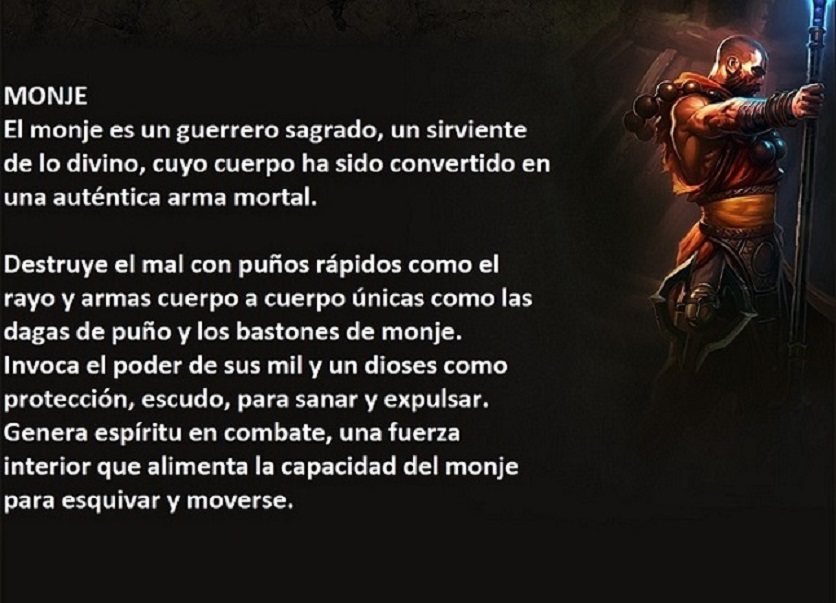 MONJE
El monje es un guerrero sagrado, un sirviente
de lo divino, cuyo cuerpo ha sido convertido en
una auténtica arma mortal.
Destruye el mal con puños rápidos como el
rayo y armas cuerpo a cuerpo únicas como las
dagas de puño y los bastones de monje.
Invoca el poder de sus mil y un dioses como
protección, escudo, para sanar y expulsar.
Genera espíritu en combate, una fuerza
interior que alimenta la capacidad del monje
para esquivar y moverse.